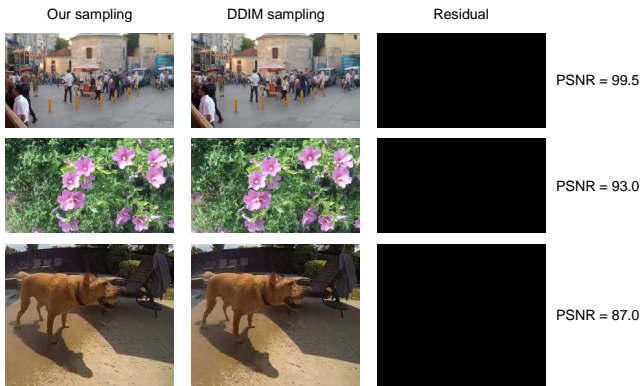 Our sampling DDIM sampling Residual
PSNR = 99.5
PSNR = 93.0
PSNR = 87.0